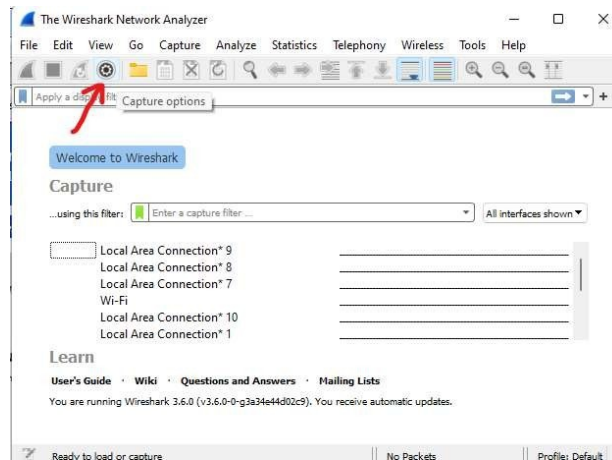 The Wireshark Network Analyzer
File Edit View Go Capture Analyze Statistics Telephony Wireless Tools Help
Apply a display filt
Capture options
Welcome to Wireshark
Capture
...using this filter: Enter a capture filter ... All interfaces shown
Local Area Connection* 9
Local Area Connection* 8
Local Area Connection* 7
Wi-Fi
Local Area Connection* 10
Local Area Connection* 1
Learn
User's Guide · Wiki · Questions and Answers · Mailing Lists
You are running Wireshark 3.6.0 (v3.6.0-0-g3a34e44d02c9). You receive automatic updates.
Ready to load or capture No Packets Profile: Default